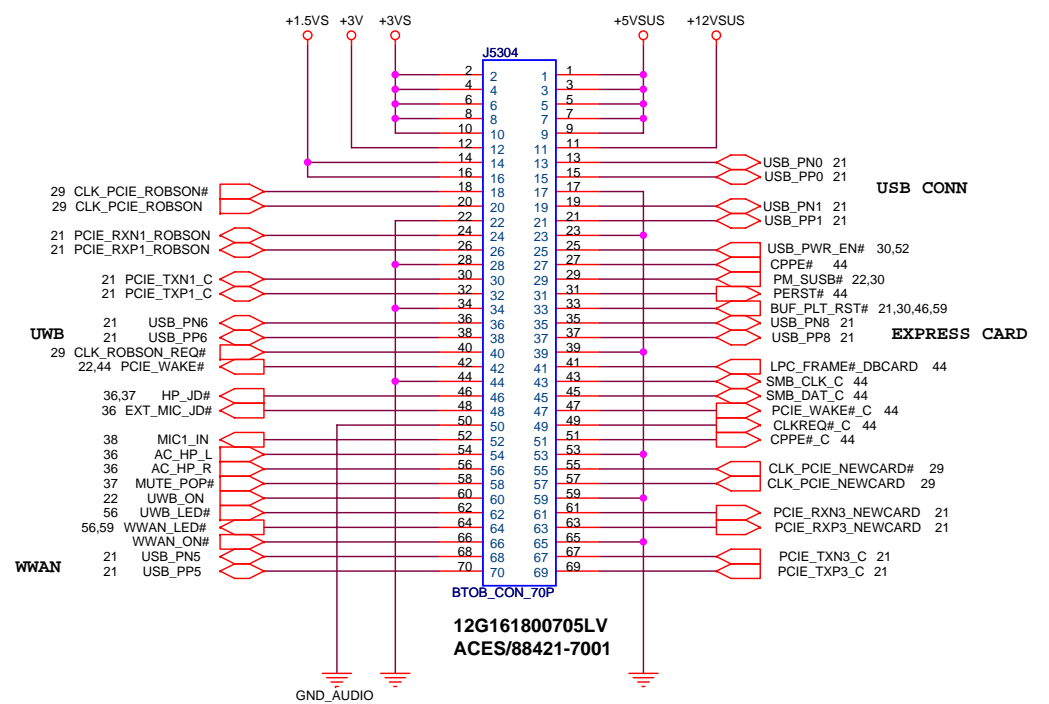 +1.5VS +3V +3VS +5VSUS +12VSUS
J5304
2 2 1 1
4 4 3 3
6 6 5 5
8 8 7 7
10 10 9 9
12 12 11 11
14 14 13 13 USB_PN0 21
16 16 15 15 USB_PP0 21
USB CONN
29 CLK_PCIE_ROBSON# 18 18 17 17
29 CLK_PCIE_ROBSON 20 20 19 19 USB_PN1 21
22 22 21 21 USB_PP1 21
21 PCIE_RXN1_ROBSON 24 24 23 23
21 PCIE_RXP1_ROBSON 26 26 25 25 USB_PWR_EN# 30,52
28 28 27 27 CPPE# 44
21 PCIE_TXN1_C 30 30 29 29 PM_SUSB# 22,30
21 PCIE_TXP1_C 32 32 31 31 PERST# 44
34 34 33 33 BUF_PLT_RST# 21,30,46,59
21 USB_PN6 36 36 35 35 USB_PN8 21
UWB EXPRESS CARD
21 USB_PP6 38 38 37 37 USB_PP8 21
29 CLK_ROBSON_REQ# 40 40 39 39
22,44 PCIE_WAKE# 42 42 41 41 LPC_FRAME#_DBCARD 44
44 44 43 43 SMB_CLK_C 44
36,37 HP_JD# 46 46 45 45 SMB_DAT_C 44
36 EXT_MIC_JD# 48 48 47 47 PCIE_WAKE#_C 44
50 50 49 49 CLKREQ#_C 44
38 MIC1_IN 52 52 51 51 CPPE#_C 44
36 AC_HP_L 54 54 53 53
36 AC_HP_R 56 56 55 55 CLK_PCIE_NEWCARD# 29
37 MUTE_POP# 58 58 57 57 CLK_PCIE_NEWCARD 29
22 UWB_ON 60 60 59 59
56 UWB_LED# 62 62 61 61 PCIE_RXN3_NEWCARD 21
56,59 WWAN_LED# 64 64 63 63 PCIE_RXP3_NEWCARD 21
WWAN_ON# 66 66 65 65
21 USB_PN5 68 68 67 67 PCIE_TXN3_C 21
WWAN
21 USB_PP5 70 70 69 69 PCIE_TXP3_C 21
BTOB_CON_70P
12G161800705LV
ACES/88421-7001
GND_AUDIO